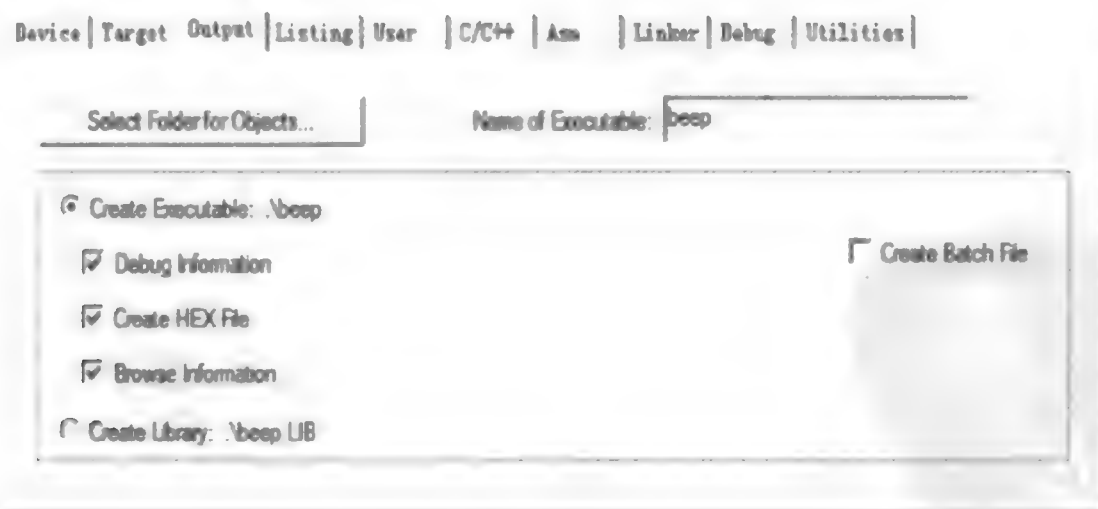 Device Target Output Listing User C/C++ Asm Linker Debug Utilities
Select Folder for Objects... Name of Executable: beep
Create Executable: .\beep
Debug Information Create Batch File
Create HEX File
Browse Information
Create Library: .\beep LIB